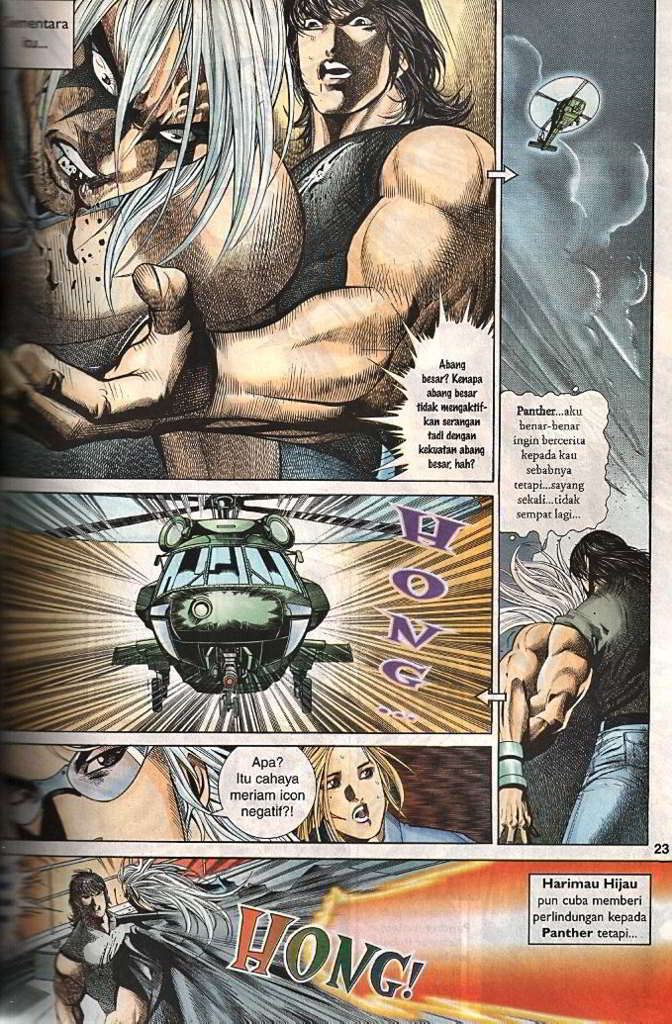 Sementara
itu...
Abang
besar? Kenapa
abang besar
tidak mengaktif-
kan serangan
tadi dengan
kekuatan abang
besar, hah?
Panther...aku
benar-benar
ingin bercerita
kepada kau
sebabnya
tetapi...sayang
sekali...tidak
sempat lagi...
HONG...
Apa?
Itu cahaya
meriam icon
negatif?!
23
Harimau Hijau
pun cuba memberi
perlindungan kepada
Panther tetapi...
HONG!